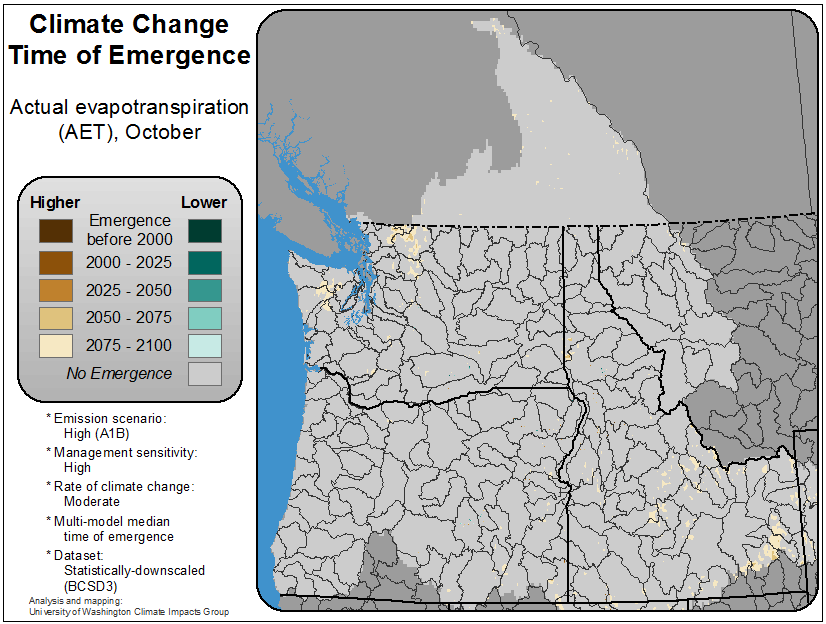 Climate Change
Time of Emergence
Actual evapotranspiration
(AET), October
Higher
Lower
Emergence
before 2000
2000 - 2025
2025 - 2050
2050 - 2075
2075 - 2100
No Emergence
* Emission scenario:
High (A1B)
* Management sensitivity:
High
* Rate of climate change:
Moderate
* Multi-model median
time of emergence
* Dataset:
Statistically-downscaled
(BCSD3)
Analysis and mapping:
University of Washington Climate Impacts Group